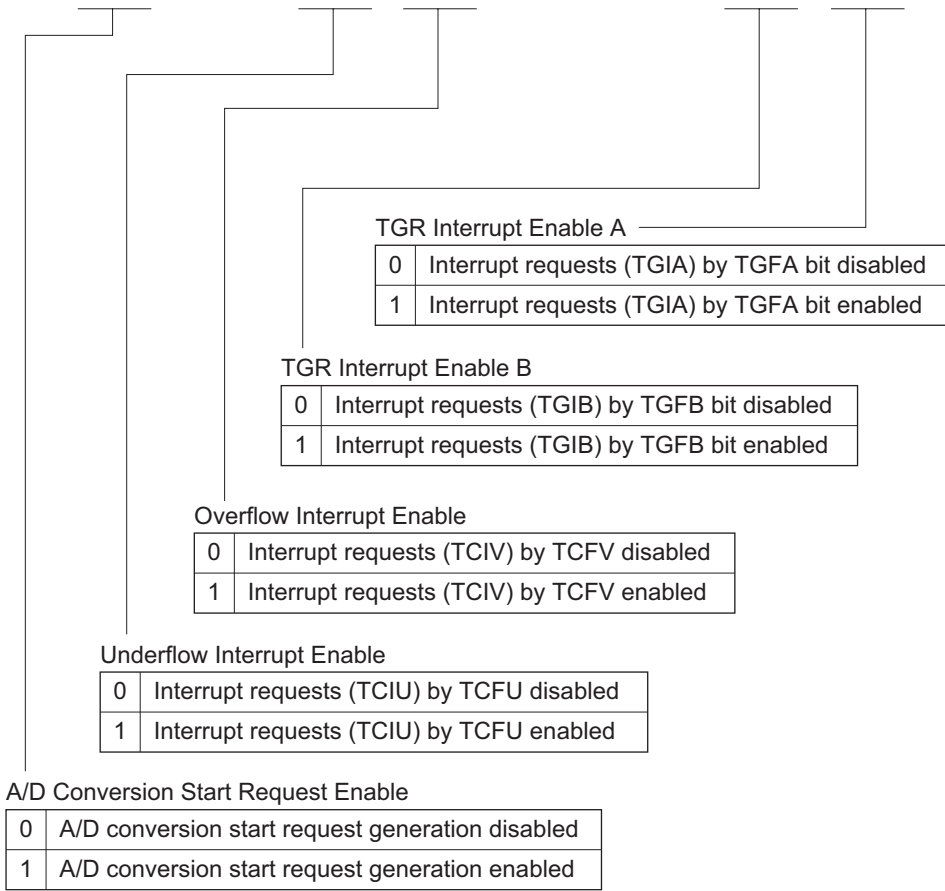 TGR Interrupt Enable A
0 Interrupt requests (TGIA) by TGFA bit disabled
1 Interrupt requests (TGIA) by TGFA bit enabled
TGR Interrupt Enable B
0 Interrupt requests (TGIB) by TGFB bit disabled
1 Interrupt requests (TGIB) by TGFB bit enabled
Overflow Interrupt Enable
0 Interrupt requests (TCIV) by TCFV disabled
1 Interrupt requests (TCIV) by TCFV enabled
Underflow Interrupt Enable
0 Interrupt requests (TCIU) by TCFU disabled
1 Interrupt requests (TCIU) by TCFU enabled
A/D Conversion Start Request Enable
0 A/D conversion start request generation disabled
1 A/D conversion start request generation enabled